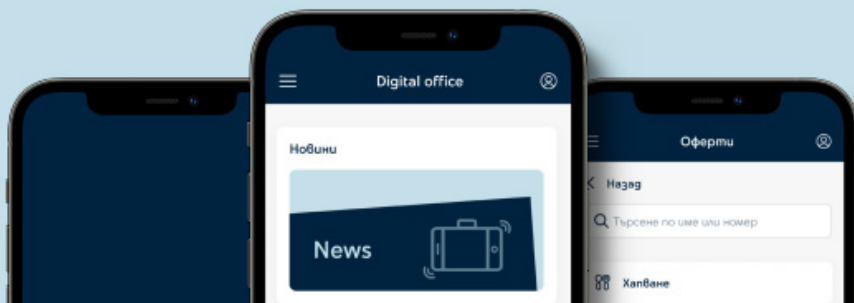 Digital office
Новини
News
Оферти
Назад
Търсене по име или номер
Хапване